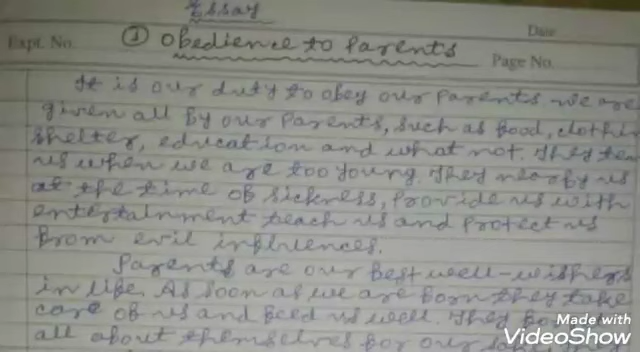 Essay
Date
Expt. No.
① Obedience to Parents
Page No.
It is our duty to obey our Parents we are
given all by our Parents, such as food, clothi
shelter, education and what not. They ten
us when we are too young. They nearby us
at the time of sickness, Provide us with
entertainment teach us and Protect us
from evil influences.
Parents are our best well-wishers
in life. As soon as we are born they take
care of us and feed us well. They
all about themselves for our
Made with
VideoShow